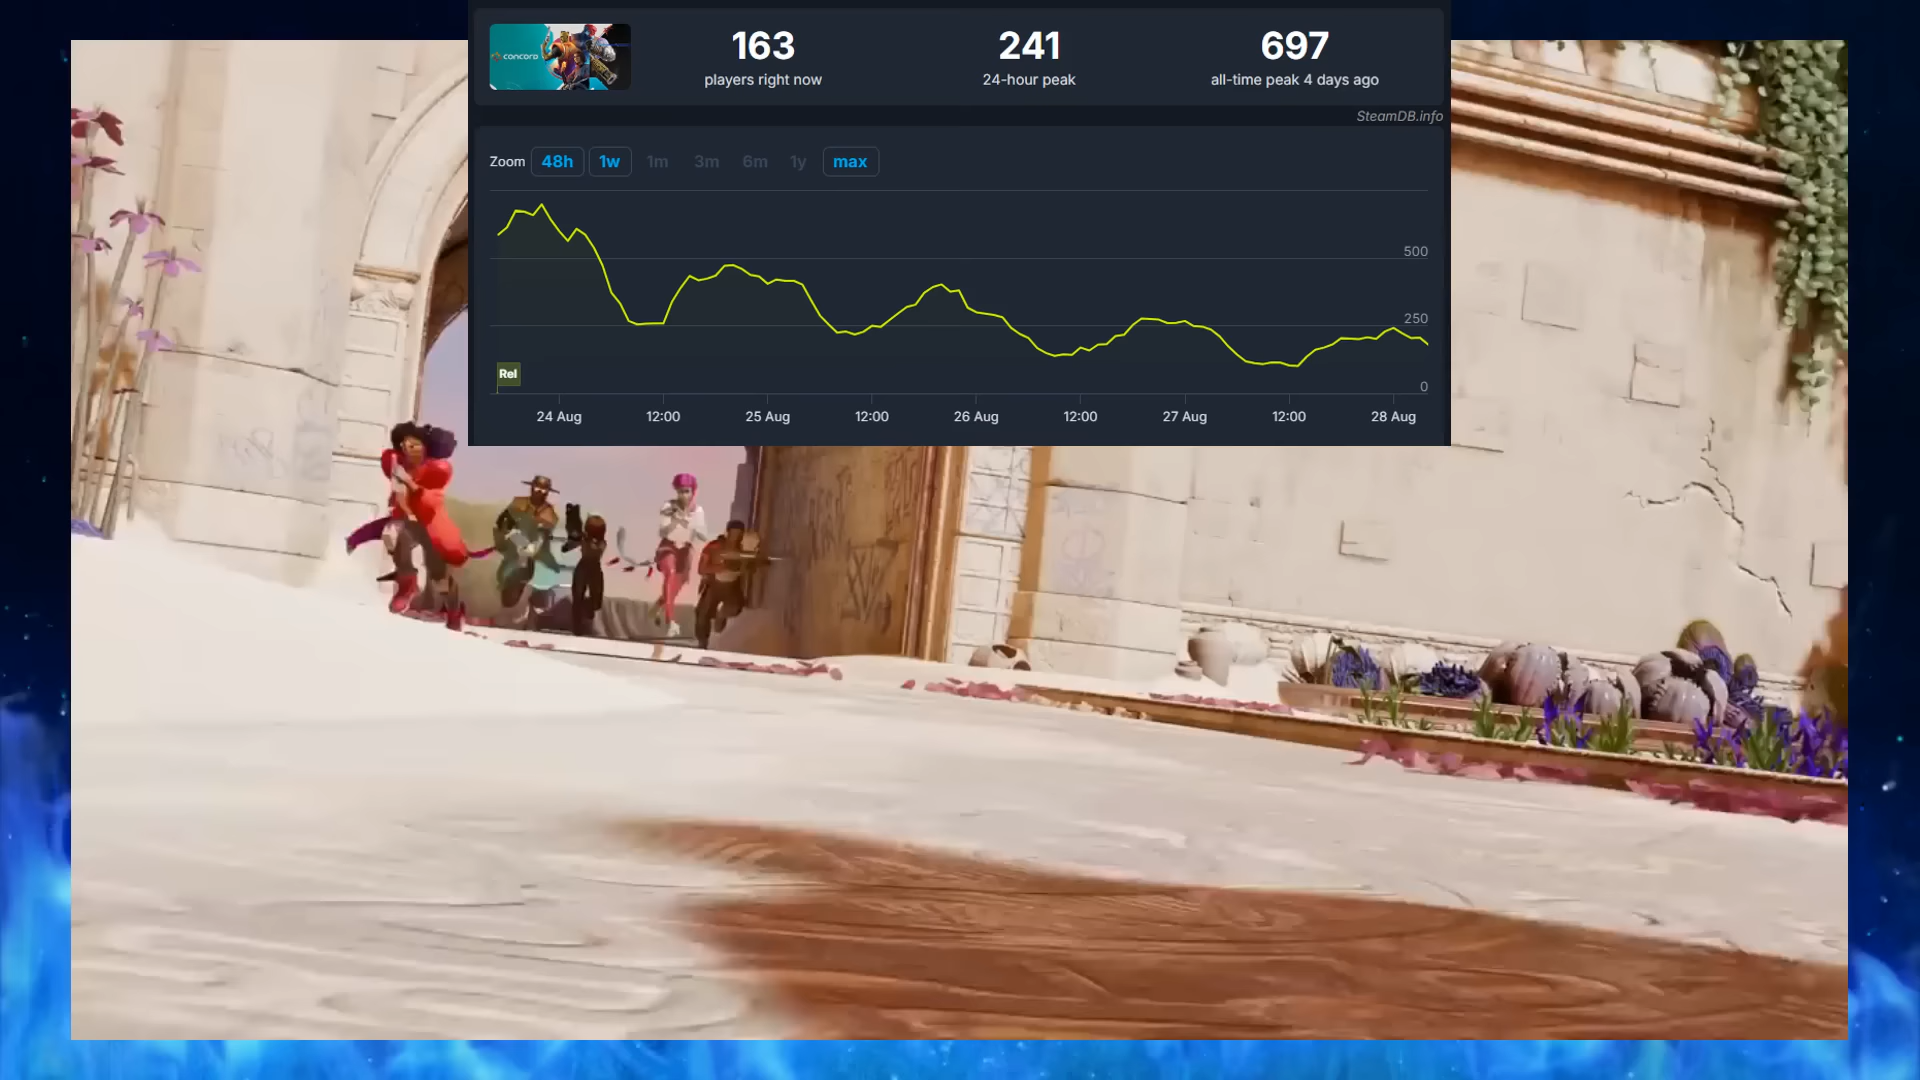 concord
163
players right now
241
24-hour peak
697
all-time peak 4 days ago
SteamDB.info
Zoom 48h 1w 1m 3m 6m 1y max
500
250
0
Rel
24 Aug 12:00 25 Aug 12:00 26 Aug 12:00 27 Aug 12:00 28 Aug